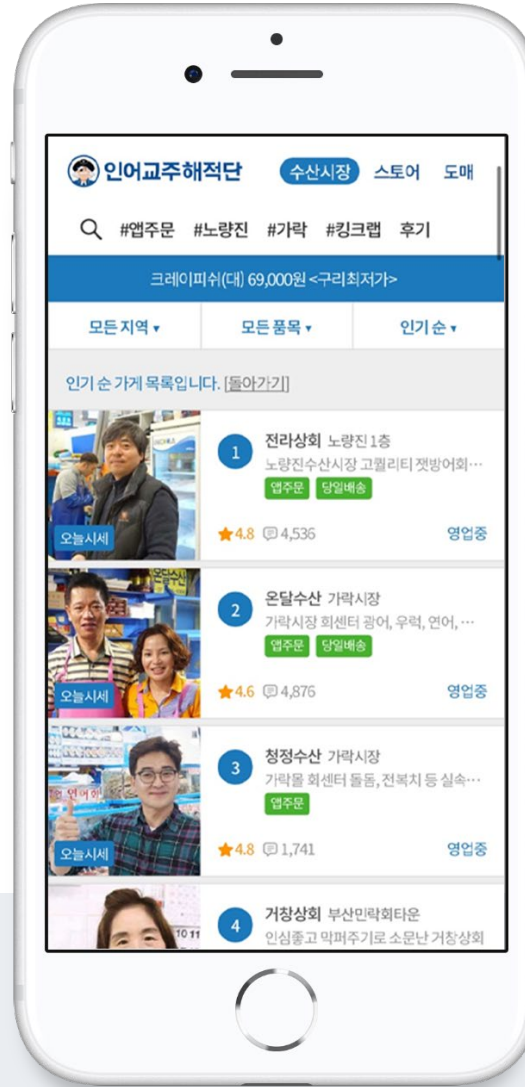 인어교주해적단 수산시장 스토어 도매
#앱주문 #노량진 #가락 #킹크랩 후기
크레이피쉬(대) 69,000원 <구리최저가>
모든 지역 ▾ 모든 품목 ▾ 인기 순 ▾
인기 순 가게 목록입니다. [돌아가기]
오늘시세
1 전라상회 노량진 1층
노량진수산시장 고퀄리티 잿방어회…
앱주문 당일배송
4.8 4,536 영업중
온달수산
오늘시세
2 온달수산 가락시장
가락시장 회센터 광어, 우럭, 연어, …
앱주문 당일배송
4.6 4,876 영업중
오늘시세
3 청정수산 가락시장
가락몰 회센터 돌돔, 전복치 등 실속…
앱주문
4.8 1,741 영업중
10 11
4 거창상회 부산민락회타운
인심좋고 막퍼주기로 소문난 거창상회